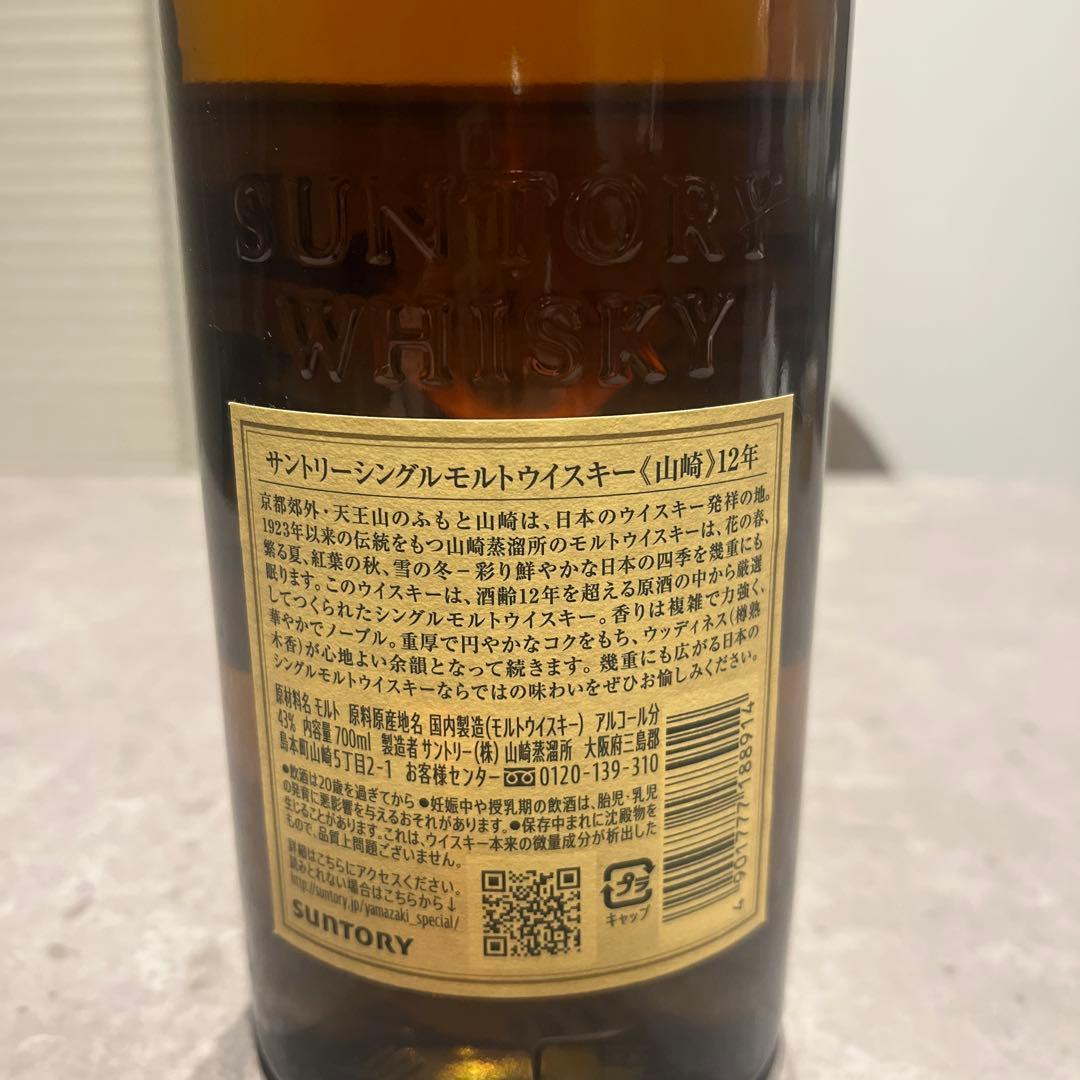 SUNTORY
WHISKY
サントリーシングルモルトウイスキー《山崎》12年
京都郊外・天王山のふもと山崎は、日本のウイスキー発祥の地。
1923年以来の伝統をもつ山崎蒸溜所のモルトウイスキーは、花の春、
繁る夏、紅葉の秋、雪の冬−彩り鮮やかな日本の四季を幾重にも
眠ります。このウイスキーは、酒齢12年を超える原酒の中から厳選
してつくられたシングルモルトウイスキー。香りは複雑で力強く、
華やかでノーブル。重厚で円やかなコクをもち、ウッディネス(樽熟
木香)が心地よい余韻となって続きます。幾重にも広がる日本の
シングルモルトウイスキーならではの味わいをぜひお愉しみください。
原材料名 モルト 原料原産地名 国内製造(モルトウイスキー) アルコール分
43% 内容量 700ml 製造者 サントリー(株) 山崎蒸溜所 大阪府三島郡
島本町山崎5丁目2-1 お客様センター 0120-139-310
●飲酒は20歳を過ぎてから ●妊娠中や授乳期の飲酒は、胎児・乳児
の発育に悪影響を与えるおそれがあります。●保存中まれに沈殿物を
生じることがあります。これは、ウイスキー本来の微量成分が析出した
もので、品質上問題ございません。
詳細はこちらにアクセスください。
読みとれない場合はこちらから↓
http://suntory.jp/yamazaki_special/
SUNTORY
プラ
キャップ
4 901777 188914